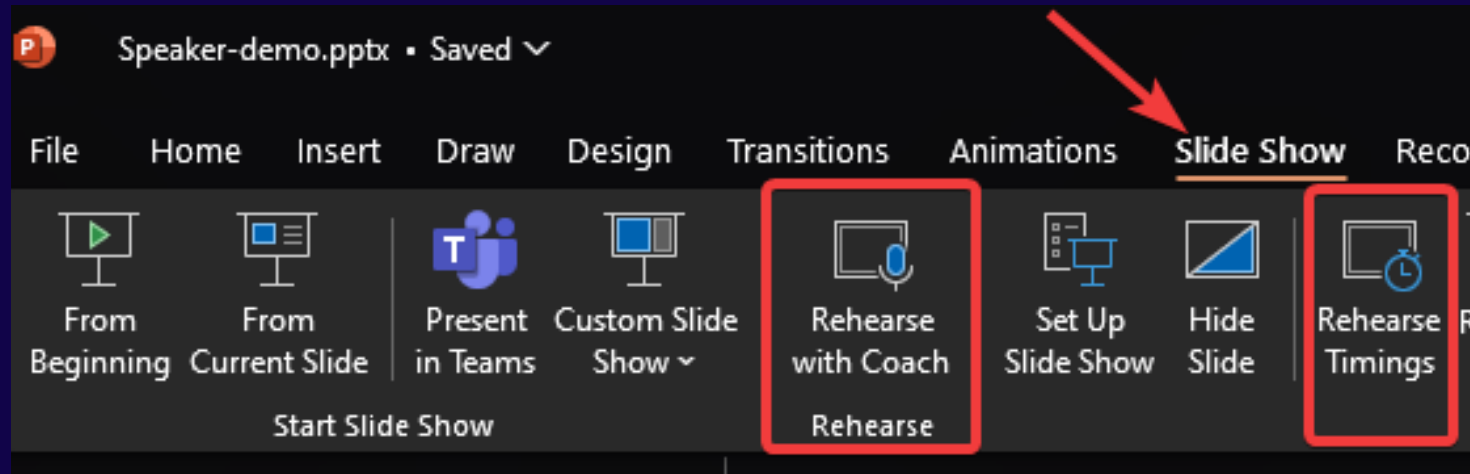 Speaker-demo.pptx • Saved
File Home Insert Draw Design Transitions Animations Slide Show
From Beginning
From Current Slide
Present in Teams
Custom Slide Show
Rehearse with Coach
Set Up Slide Show
Hide Slide
Rehearse Timings
Start Slide Show
Rehearse